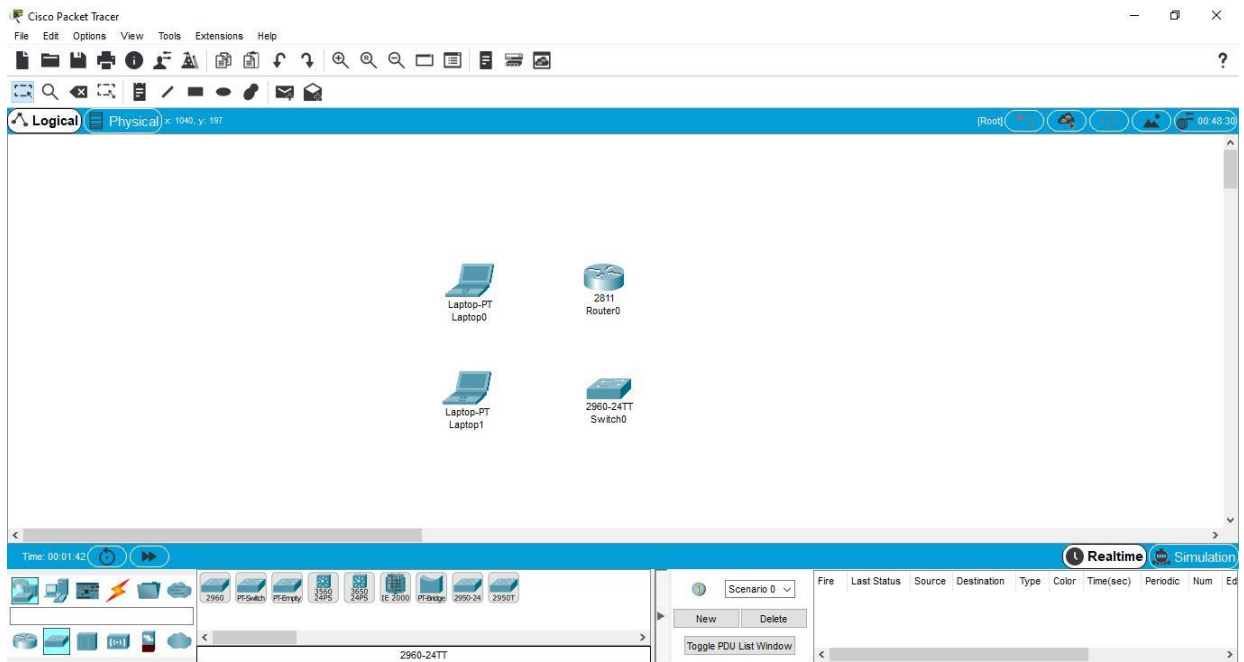 Cisco Packet Tracer
File Edit Options View Tools Extensions Help
?
Logical Physical x: 1040, y: 197 [Root] 00:48:30
Laptop-PT
Laptop0
2811
Router0
Laptop-PT
Laptop1
2960-24TT
Switch0
Time: 00:01:42 Realtime Simulation
2960 PT-Switch PT-Empty 3560 24PS 3650 24PS IE 2000 PT-Bridge 2950-24 2950T
Scenario 0
Fire Last Status Source Destination Type Color Time(sec) Periodic Num Ed
New Delete
Toggle PDU List Window
2960-24TT